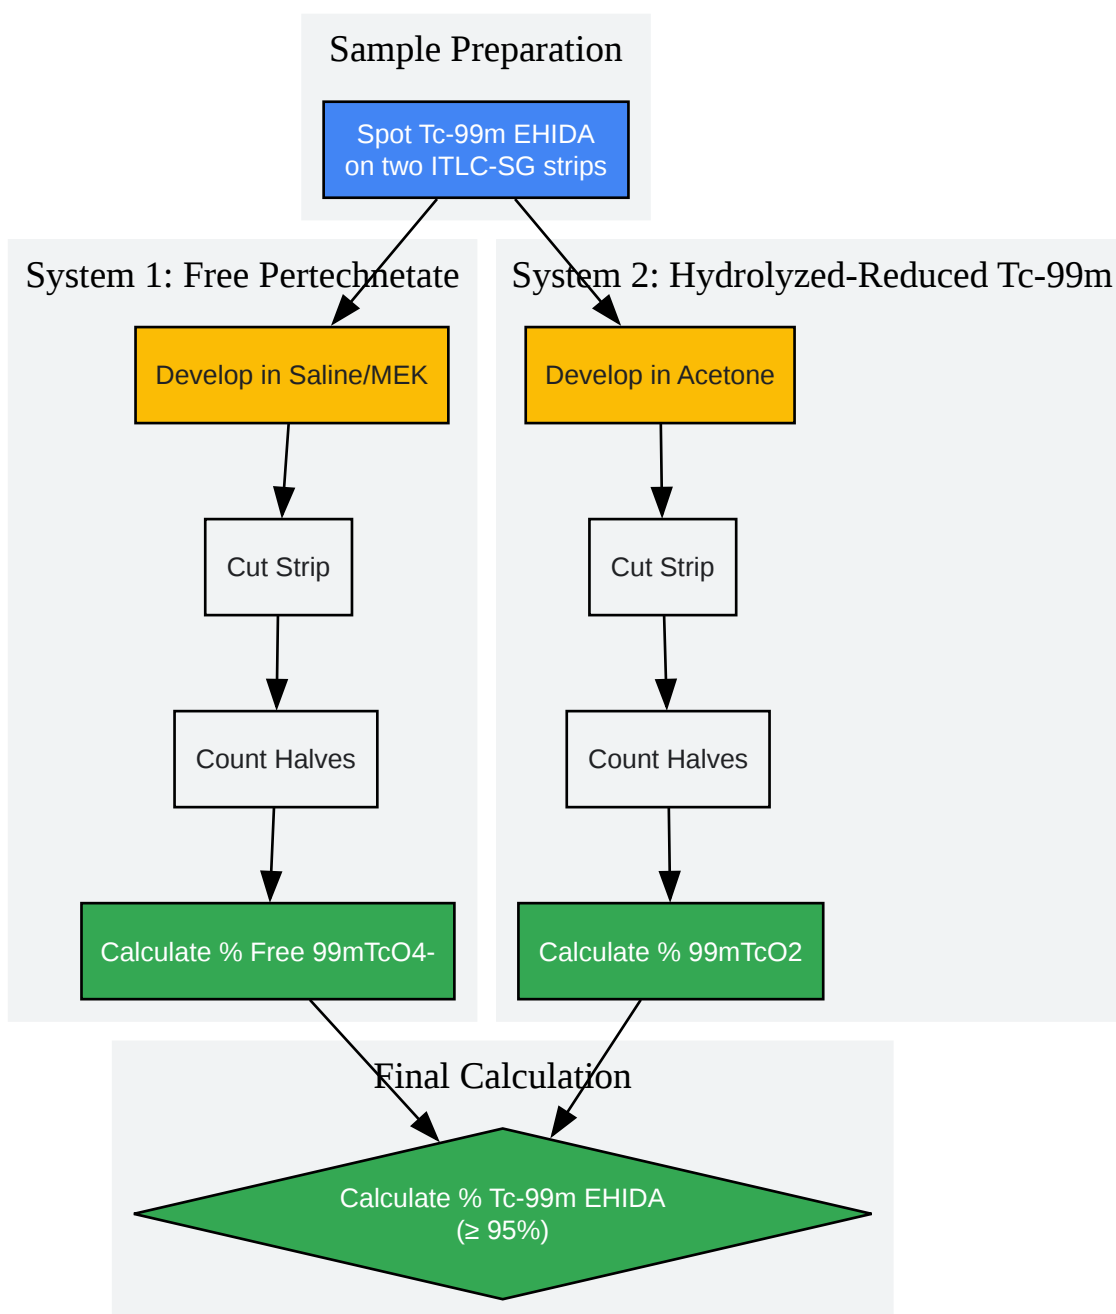 Sample Preparation
Spot Tc-99m EHIDA
on two ITLC-SG strips
System 1: Free Pertechnetate
Develop in Saline/MEK
Cut Strip
Count Halves
Calculate % Free 99mTcO4-
System 2: Hydrolyzed-Reduced Tc-99m
Develop in Acetone
Cut Strip
Count Halves
Calculate % 99mTcO2
Final Calculation
Calculate % Tc-99m EHIDA
(≥ 95%)